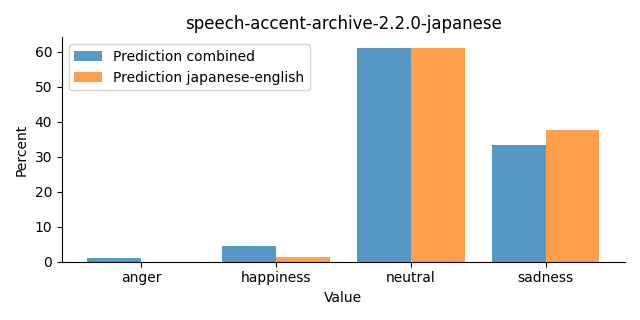 speech-accent-archive-2.2.0-japanese
Prediction combined
Prediction japanese-english
Percent
60
50
40
30
20
10
0
anger happiness neutral sadness
Value